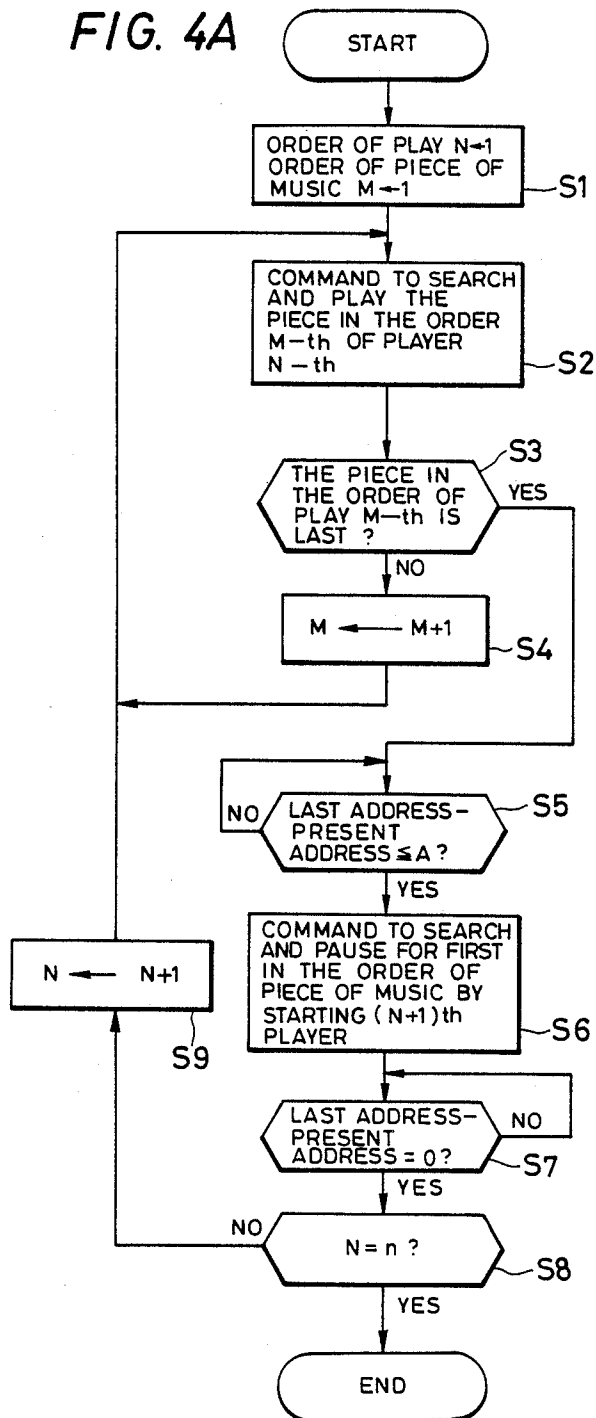 FIG. 4A
START
ORDER OF PLAY N←1
ORDER OF PIECE OF
MUSIC M←1
S1
COMMAND TO SEARCH
AND PLAY THE
PIECE IN THE ORDER
M-th OF PLAYER
N-th
S2
S3
THE PIECE IN
THE ORDER OF
PLAY M-th IS
LAST ?
YES
NO
M ← M+1
S4
S5
NO
LAST ADDRESS-
PRESENT
ADDRESS≦A?
YES
COMMAND TO SEARCH
AND PAUSE FOR FIRST
IN THE ORDER OF
PIECE OF MUSIC BY
STARTING (N+1)th
PLAYER
S6
N ← N+1
S9
LAST ADDRESS-
PRESENT
ADDRESS = 0?
NO
S7
YES
NO
N = n ?
S8
YES
END